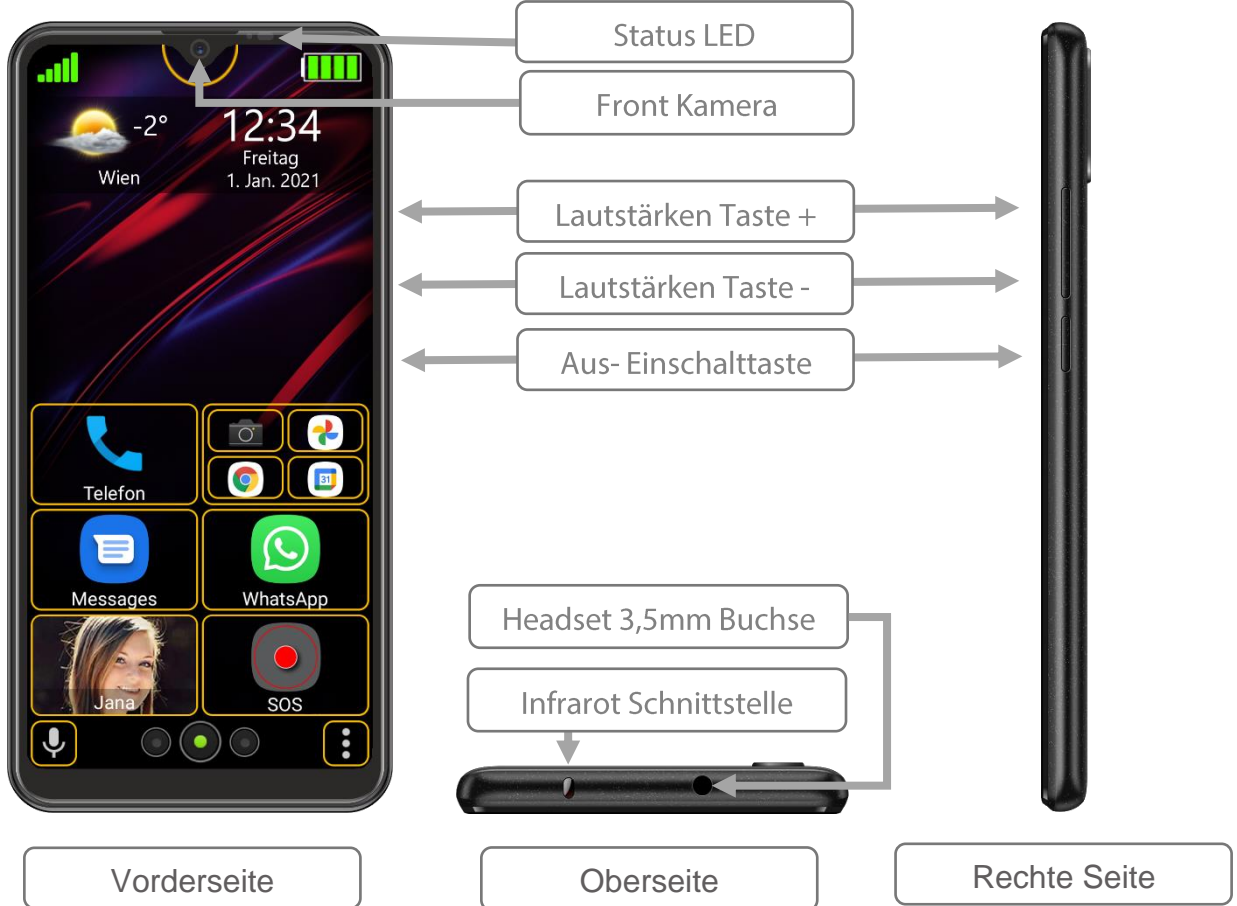 Status LED
Front Kamera
-2°
12:34
Freitag
Wien
1. Jan. 2021
Lautstärken Taste +
Lautstärken Taste -
Aus- Einschalttaste
Telefon
31
Messages
WhatsApp
Jana
SOS
Headset 3,5mm Buchse
Infrarot Schnittstelle
Vorderseite
Oberseite
Rechte Seite